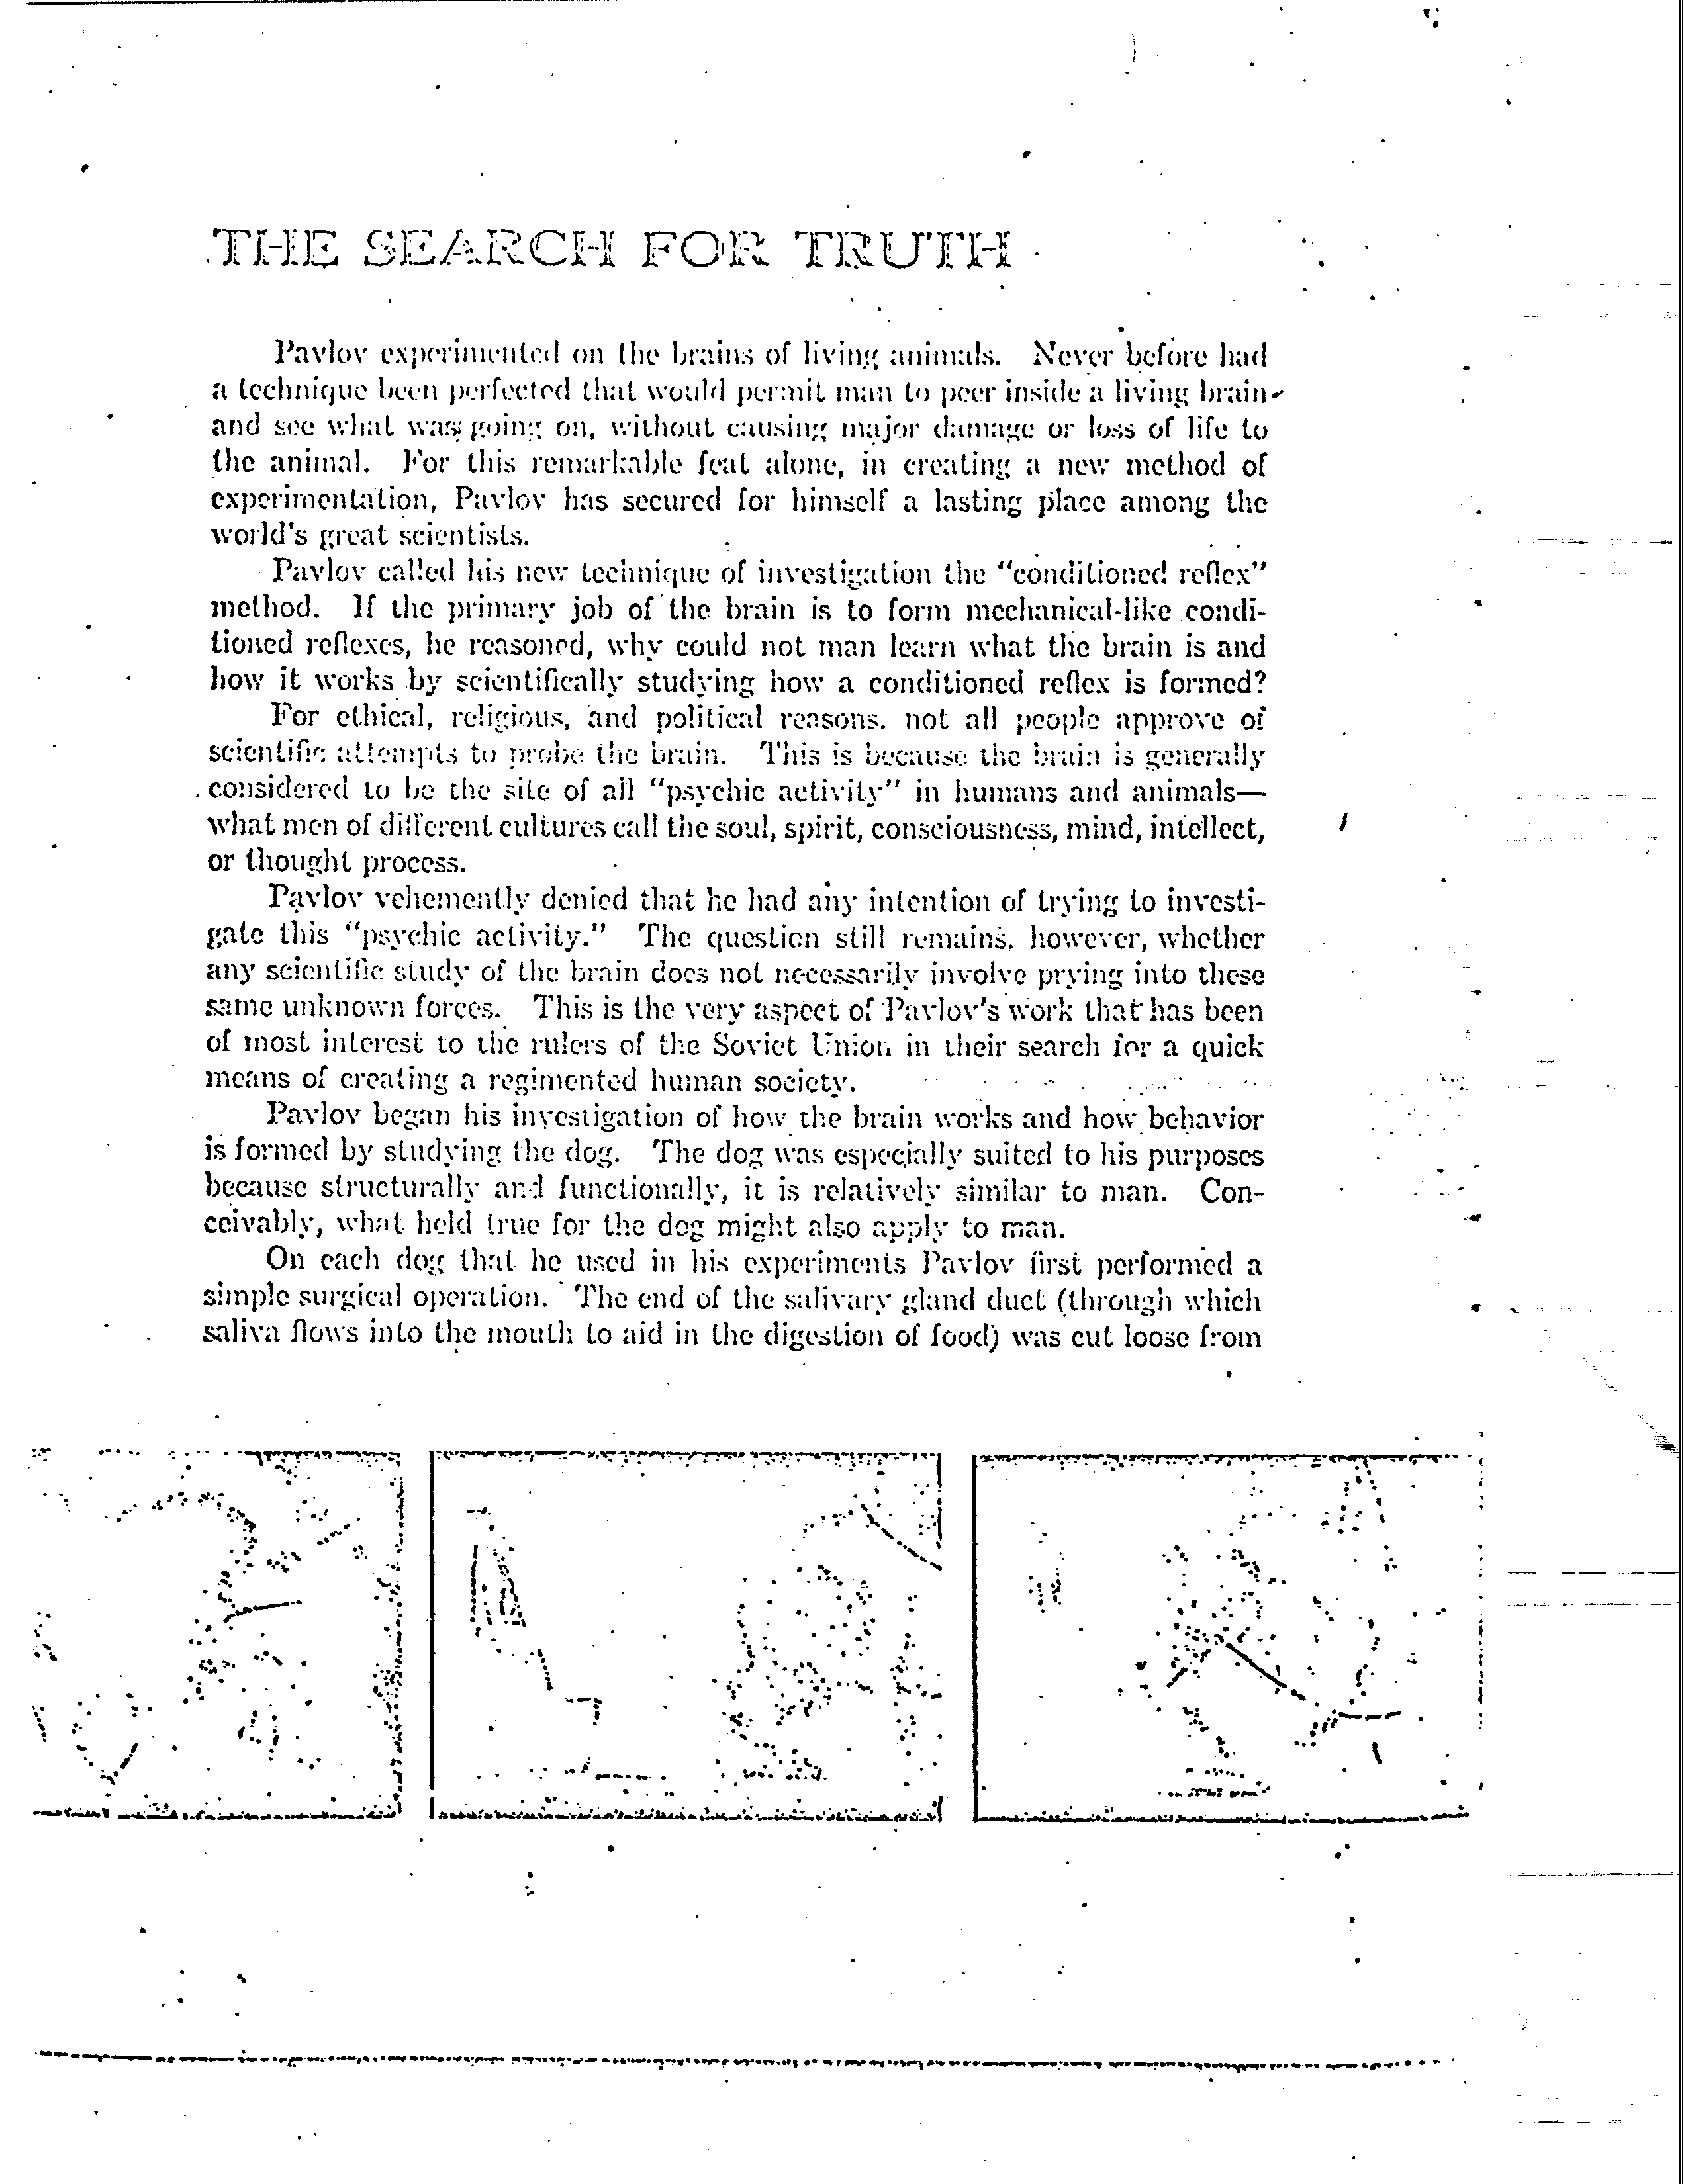 THE SEARCH FOR TRUTH
Pavlov experimented on the brains of living animals. Never before had
a technique been perfected that would permit man to peer inside a living brain
and see what was going on, without causing major damage or loss of life to
the animal. For this remarkable feat alone, in creating a new method of
experimentation, Pavlov has secured for himself a lasting place among the
world's great scientists.
Pavlov called his new technique of investigation the "conditioned reflex"
method. If the primary job of the brain is to form mechanical-like condi-
tioned reflexes, he reasoned, why could not man learn what the brain is and
how it works by scientifically studying how a conditioned reflex is formed?
For ethical, religious, and political reasons. not all people approve of
scientific attempts to probe the brain. This is because the brain is generally
considered to be the site of all "psychic activity" in humans and animals—
what men of different cultures call the soul, spirit, consciousness, mind, intellect,
or thought process.
Pavlov vehemently denied that he had any intention of trying to investi-
gate this "psychic activity." The question still remains, however, whether
any scientific study of the brain does not necessarily involve prying into these
same unknown forces. This is the very aspect of Pavlov's work that has been
of most interest to the rulers of the Soviet Union in their search for a quick
means of creating a regimented human society.
Pavlov began his investigation of how the brain works and how behavior
is formed by studying the dog. The dog was especially suited to his purposes
because structurally and functionally, it is relatively similar to man. Con-
ceivably, what held true for the dog might also apply to man.
On each dog that he used in his experiments Pavlov first performed a
simple surgical operation. The end of the salivary gland duct (through which
saliva flows into the mouth to aid in the digestion of food) was cut loose from